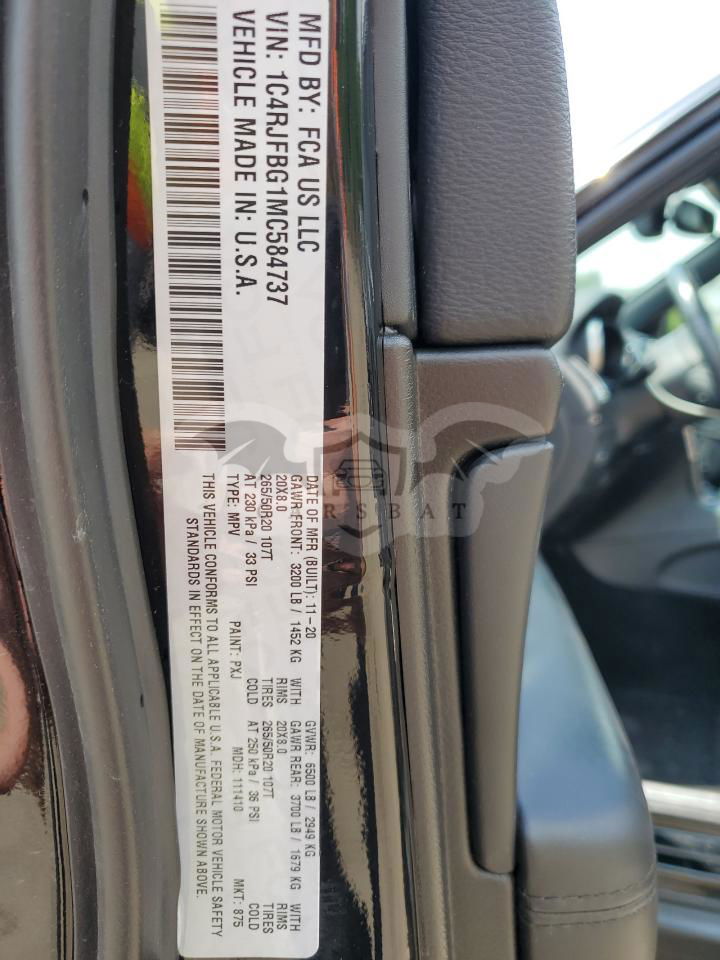 MFD BY: FCA US LLC
VIN: 1C4RJFBG1MC584737
VEHICLE MADE IN: U.S.A.
DATE OF MFR (BUILT): 11-20 GVWR: 6500 LB / 2949 KG
GAWR FRONT: 3200 LB / 1452 KG WITH GAWR REAR: 3700 LB / 1679 KG WITH
20X8.0 RIMS 20X8.0 RIMS
265/50R20 107T TIRES 265/50R20 107T TIRES
AT 230 kPa / 33 PSI COLD AT 250 kPa / 36 PSI COLD
TYPE: MPV PAINT: PXJ MDH: 111410 MKT: 875
THIS VEHICLE CONFORMS TO ALL APPLICABLE U.S.A. FEDERAL MOTOR VEHICLE SAFETY
STANDARDS IN EFFECT ON THE DATE OF MANUFACTURE SHOWN ABOVE.